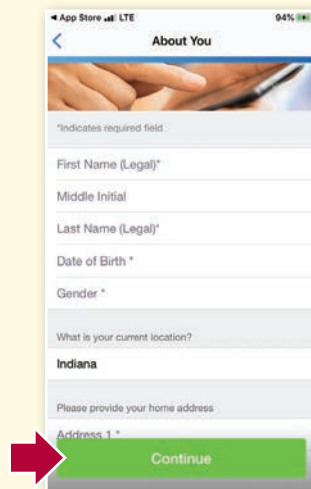 App Store LTE 94%
About You
*Indicates required field
First Name (Legal)*
Middle Initial
Last Name (Legal)*
Date of Birth *
Gender *
What is your current location?
Indiana
Please provide your home address
Address 1 *
Continue